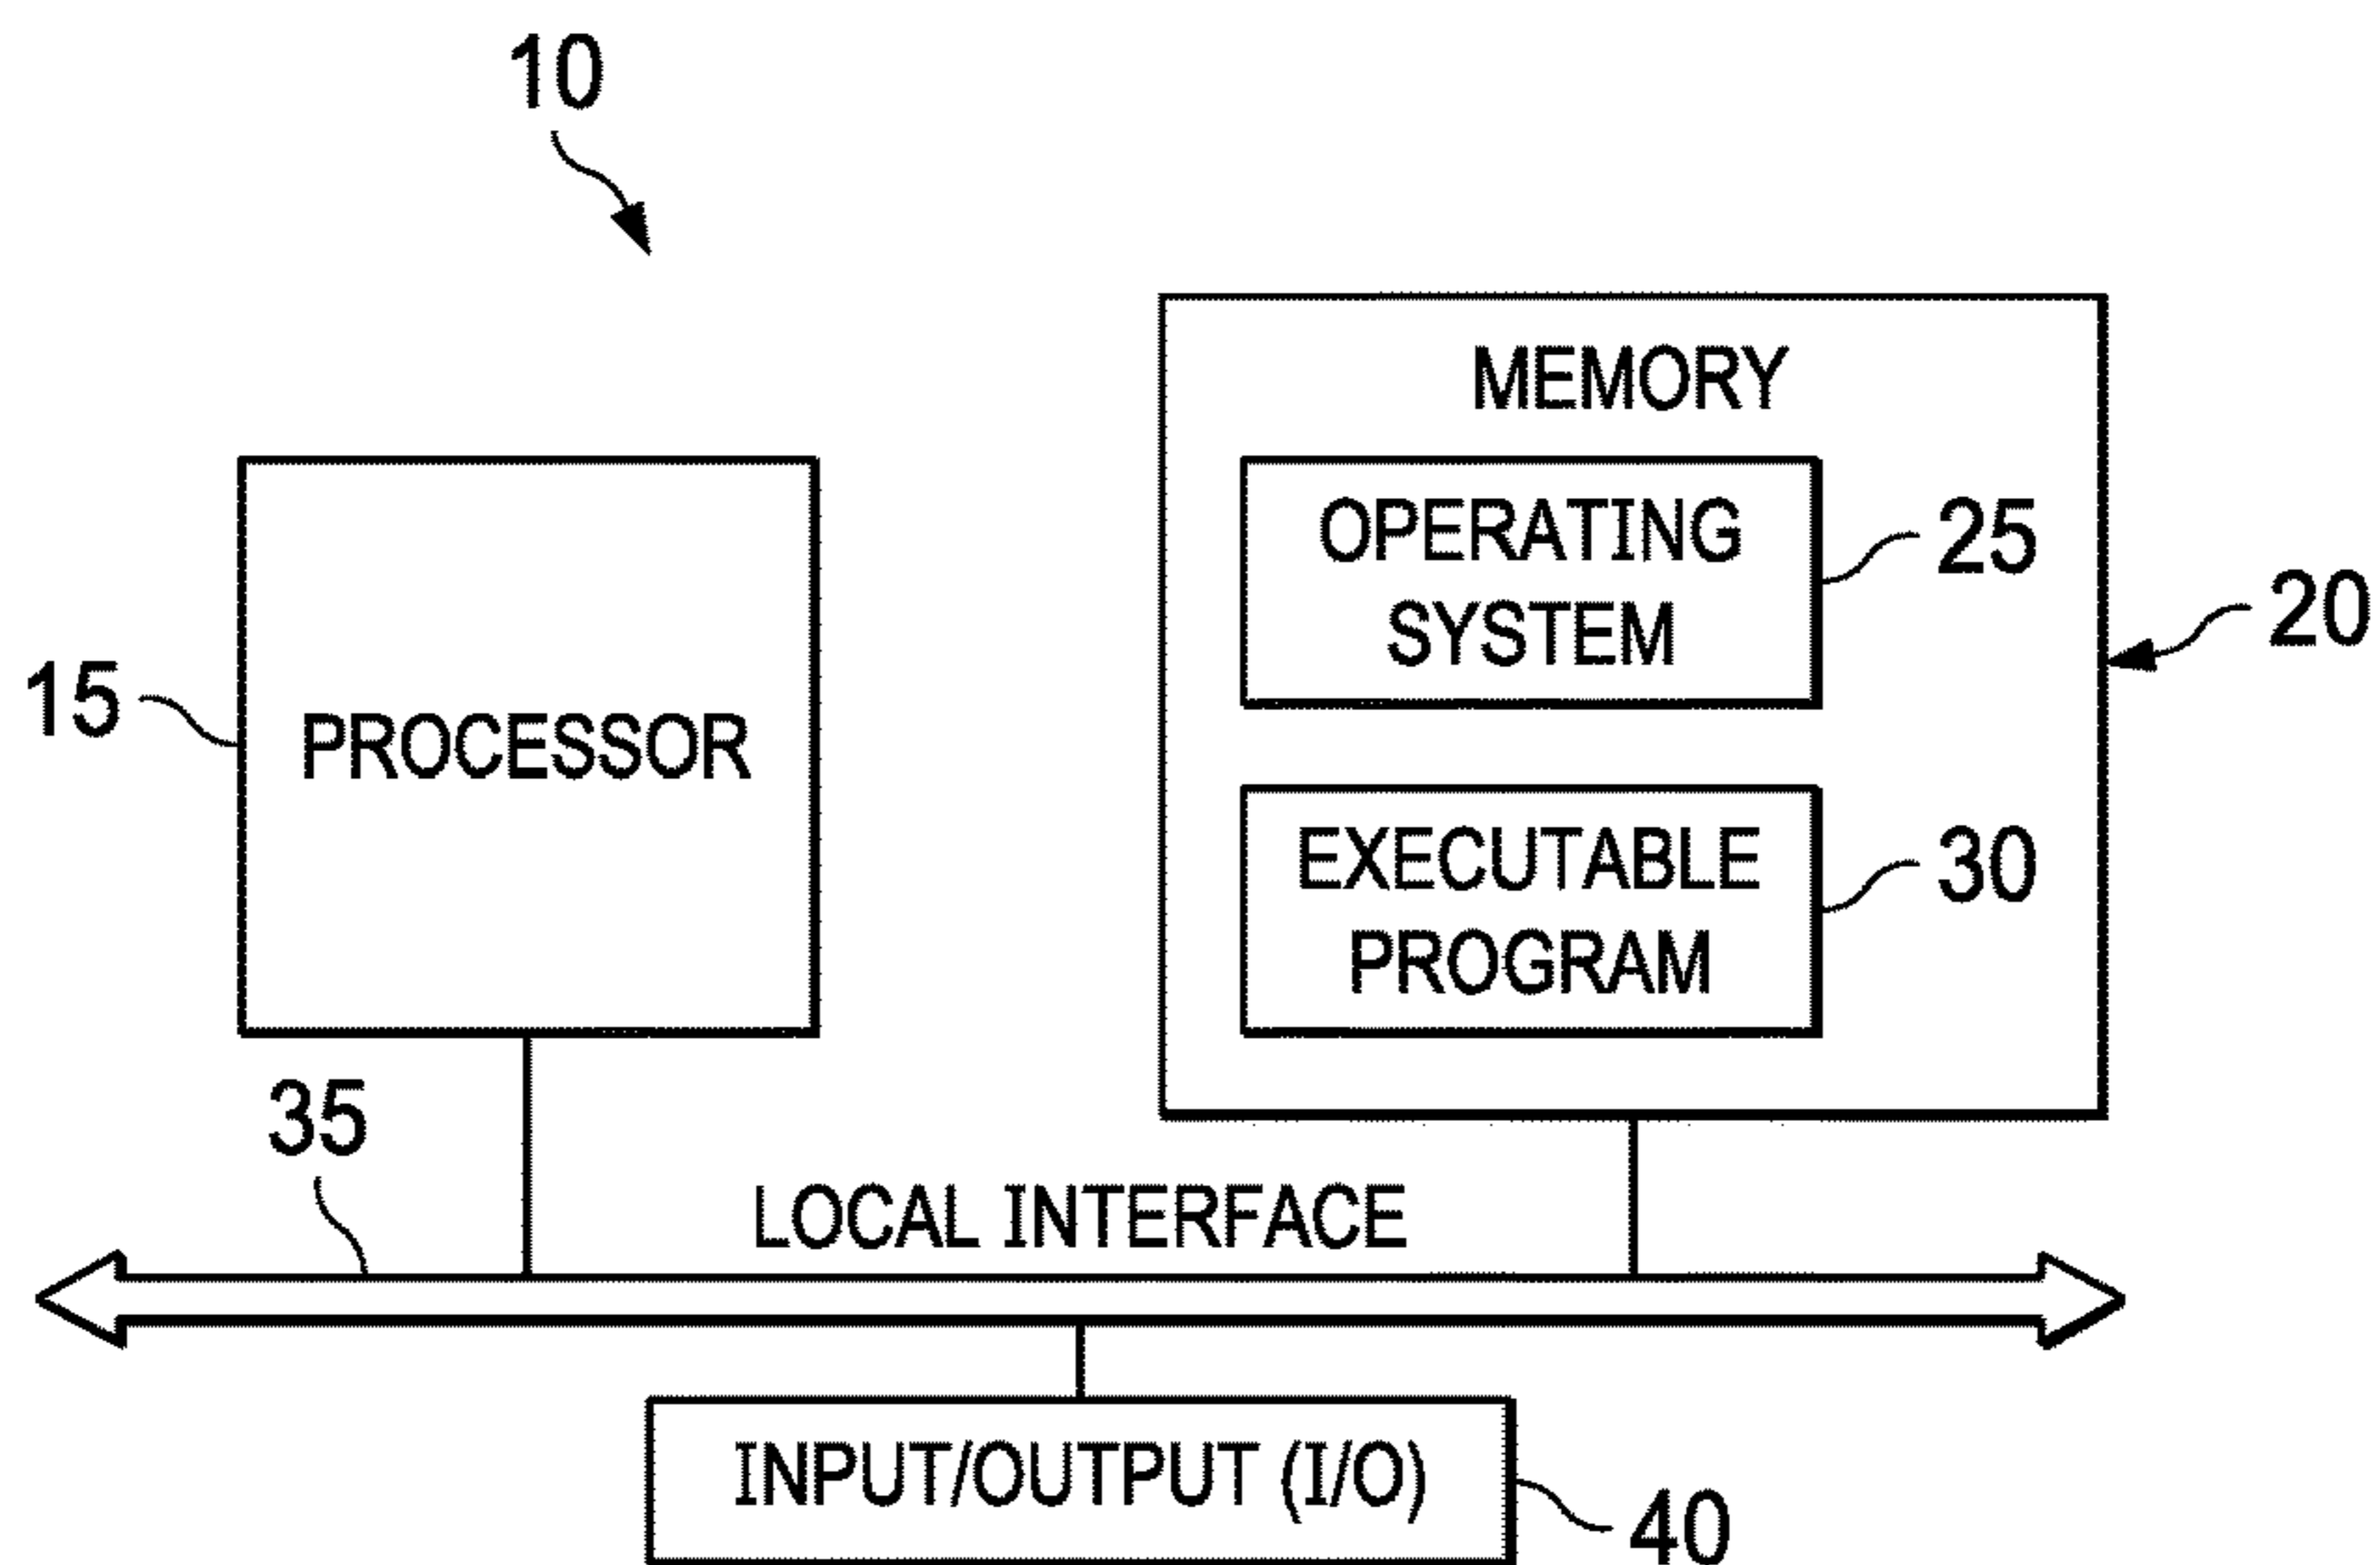 10
MEMORY
OPERATING
SYSTEM
25
20
15
PROCESSOR
EXECUTABLE
PROGRAM
30
35
LOCAL INTERFACE
INPUT/OUTPUT (I/O)
40